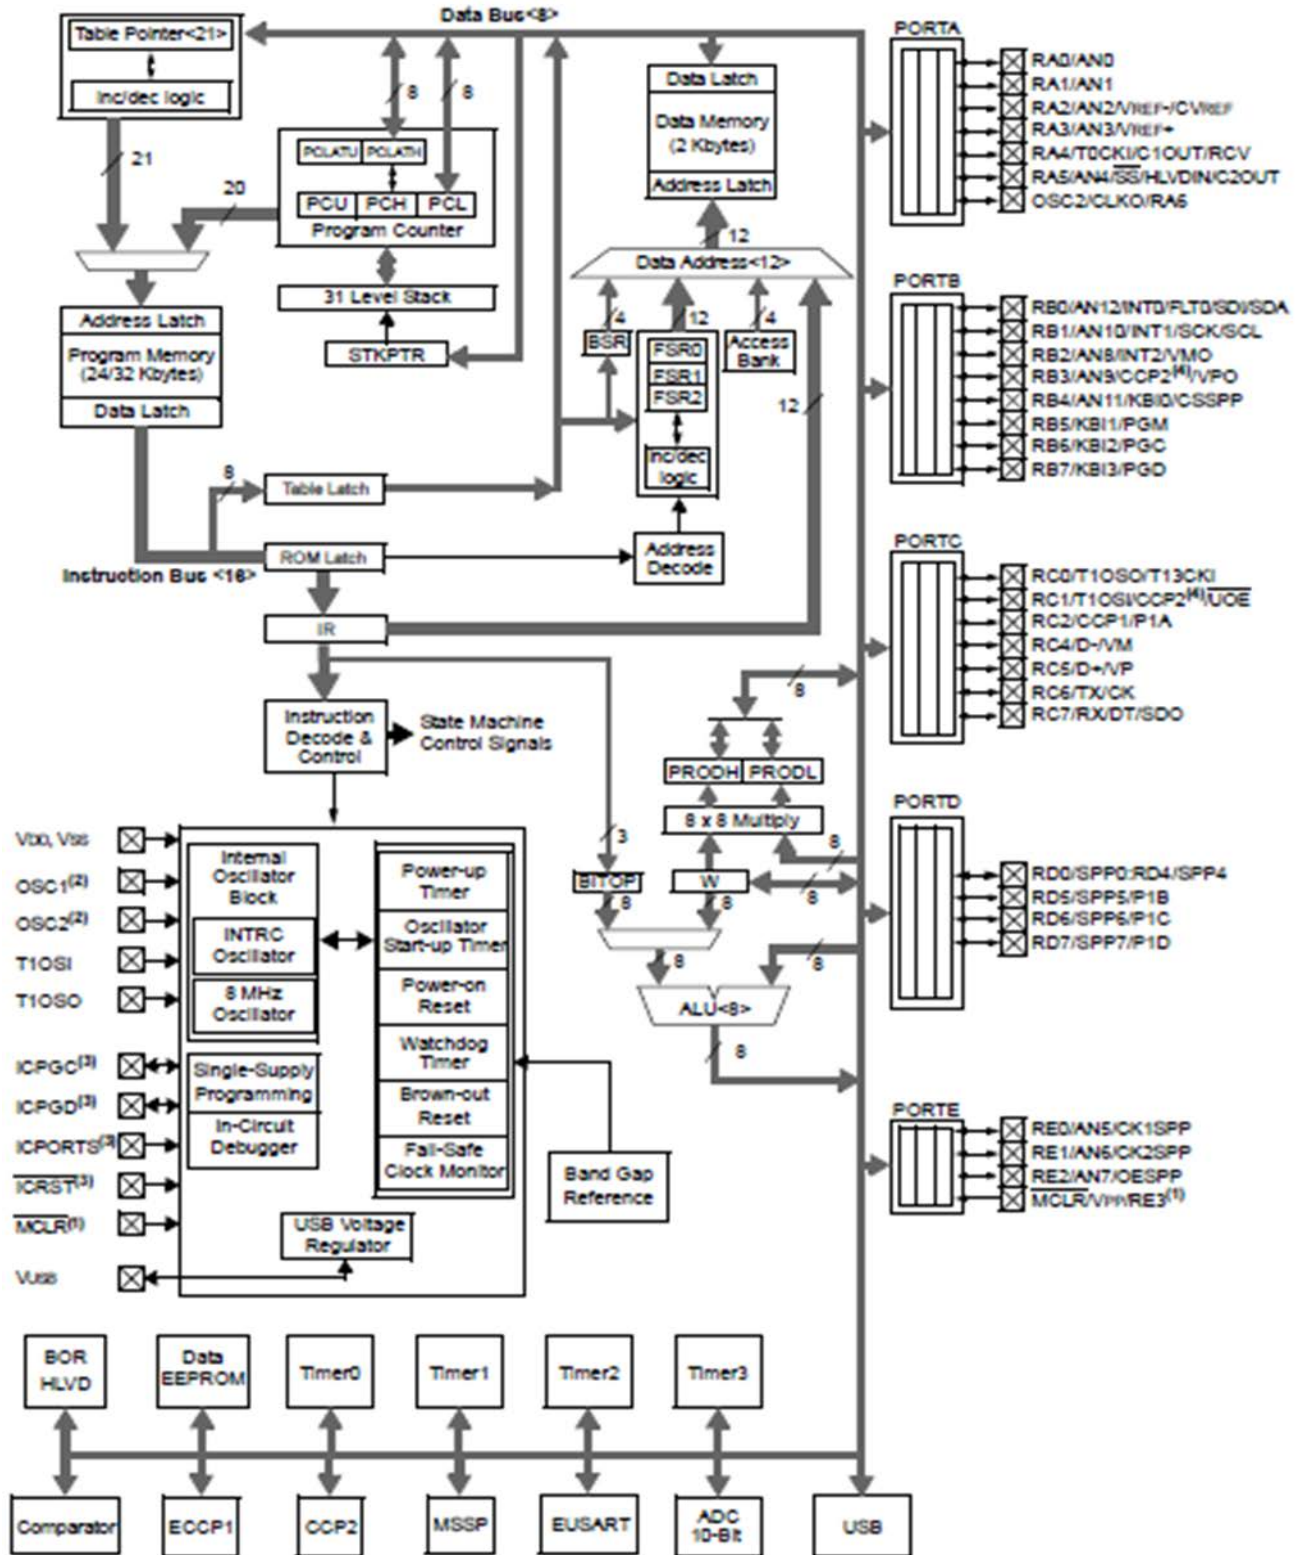 Data Bus<8>
Table Pointer<21>
inc/dec logic
21
20
8
8
PCLATU PCLATH
PCU PCH PCL
Program Counter
31 Level Stack
STKPTR
Data Latch
Data Memory
(2 Kbytes)
Address Latch
12
Data Address<12>
4
12
4
BSR
FSR0
FSR1
FSR2
Access
Bank
inc/dec
logic
12
Address Latch
Program Memory
(24/32 Kbytes)
Data Latch
8
Table Latch
ROM Latch
Address
Decode
Instruction Bus <16>
IR
Instruction
Decode &
Control
State Machine
Control Signals
8
PRODH PRODL
8 x 8 Multiply
3
8
BITOP
W
8
8
8
8
8
ALU<8>
8
VDD, VSS
OSC1(2)
OSC2(2)
T1OSI
T1OSO
ICPGC(3)
ICPGD(3)
ICPORTS(3)
ICRST(3)
MCLR(1)
VUSB
Internal
Oscillator
Block
INTRC
Oscillator
8 MHz
Oscillator
Single-Supply
Programming
In-Circuit
Debugger
Power-up
Timer
Oscillator
Start-up Timer
Power-on
Reset
Watchdog
Timer
Brown-out
Reset
Fail-Safe
Clock Monitor
Band Gap
Reference
USB Voltage
Regulator
PORTA
RA0/AN0
RA1/AN1
RA2/AN2/VREF-/CVREF
RA3/AN3/VREF+
RA4/T0CKI/C1OUT/RCV
RA5/AN4/SS/HLVDIN/C2OUT
OSC2/CLKO/RA6
PORTB
RB0/AN12/INT0/FLT0/SDI/SDA
RB1/AN10/INT1/SCK/SCL
RB2/AN8/INT2/VMO
RB3/AN9/CCP2(4)/VPO
RB4/AN11/KBI0/CSSPP
RB5/KBI1/PGM
RB6/KBI2/PGC
RB7/KBI3/PGD
PORTC
RC0/T1OSO/T13CKI
RC1/T1OSI/CCP2(4)/UOE
RC2/CCP1/P1A
RC4/D-/VM
RC5/D+/VP
RC6/TX/CK
RC7/RX/DT/SDO
PORTD
RD0/SPP0:RD4/SPP4
RD5/SPP5/P1B
RD6/SPP6/P1C
RD7/SPP7/P1D
PORTE
RE0/AN5/CK1SPP
RE1/AN6/CK2SPP
RE2/AN7/OESPP
MCLR/VPP/RE3(1)
BOR
HLVD
Data
EEPROM
Timer0
Timer1
Timer2
Timer3
Comparator
ECCP1
CCP2
MSSP
EUSART
ADC
10-Bit
USB